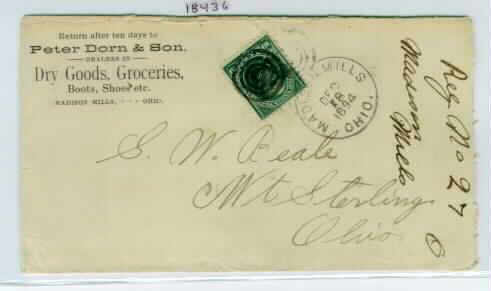 18436
Return after ten days to
Peter Dorn & Son.
DEALERS IN
Dry Goods, Groceries,
Boots, Shoes etc.
MADISON MILLS, - - - OHIO.
MADISON MILLS, OHIO.
1894
S. W. Beale
Mt Sterling
Ohio
Reg. No 27
Madison Mills
O